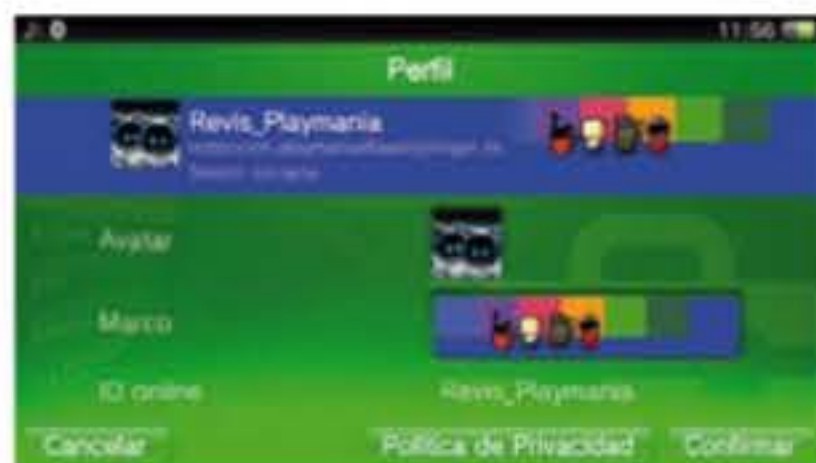 11:56
Perfil
Revis_Playmania
Avatar
Marco
ID online
Revis_Playmania
Cancelar
Política de Privacidad
Confirmar